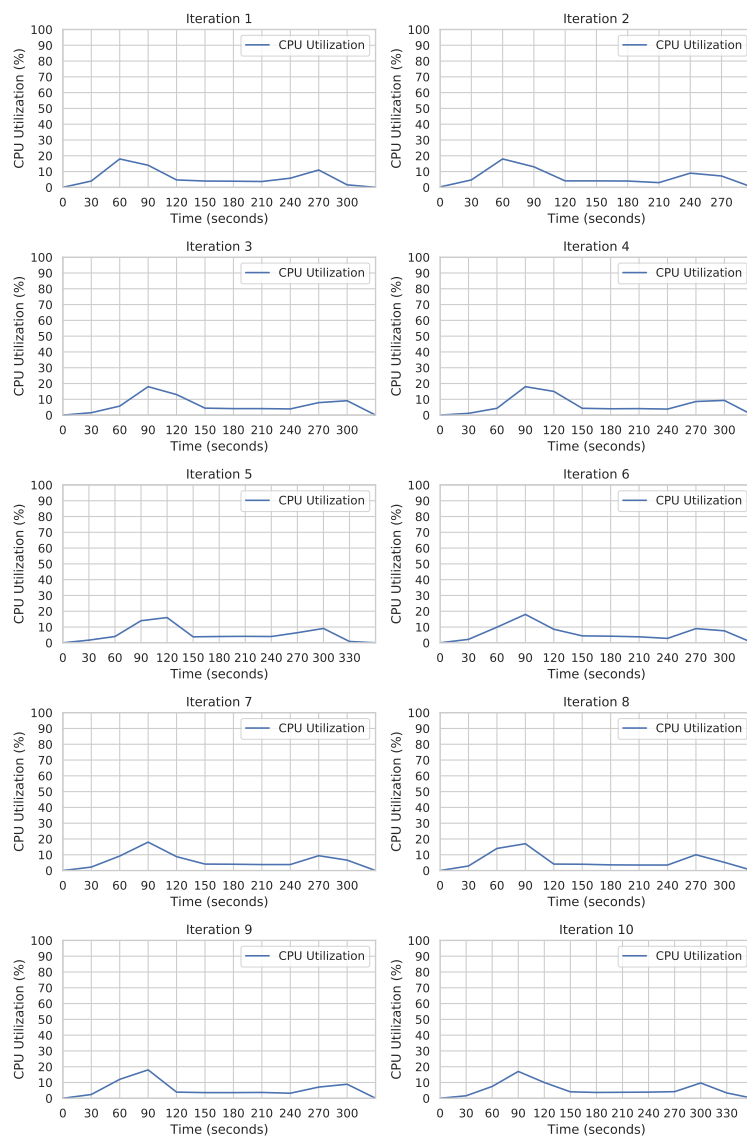 Iteration 1
CPU Utilization (%)
100
90
80
70
60
50
40
30
20
10
0
CPU Utilization
0 30 60 90 120 150 180 210 240 270 300
Time (seconds)
Iteration 2
CPU Utilization (%)
100
90
80
70
60
50
40
30
20
10
0
CPU Utilization
0 30 60 90 120 150 180 210 240 270
Time (seconds)
Iteration 3
CPU Utilization (%)
100
90
80
70
60
50
40
30
20
10
0
CPU Utilization
0 30 60 90 120 150 180 210 240 270 300
Time (seconds)
Iteration 4
CPU Utilization (%)
100
90
80
70
60
50
40
30
20
10
0
CPU Utilization
0 30 60 90 120 150 180 210 240 270 300
Time (seconds)
Iteration 5
CPU Utilization (%)
100
90
80
70
60
50
40
30
20
10
0
CPU Utilization
0 30 60 90 120 150 180 210 240 270 300 330
Time (seconds)
Iteration 6
CPU Utilization (%)
100
90
80
70
60
50
40
30
20
10
0
CPU Utilization
0 30 60 90 120 150 180 210 240 270 300
Time (seconds)
Iteration 7
CPU Utilization (%)
100
90
80
70
60
50
40
30
20
10
0
CPU Utilization
0 30 60 90 120 150 180 210 240 270 300
Time (seconds)
Iteration 8
CPU Utilization (%)
100
90
80
70
60
50
40
30
20
10
0
CPU Utilization
0 30 60 90 120 150 180 210 240 270 300
Time (seconds)
Iteration 9
CPU Utilization (%)
100
90
80
70
60
50
40
30
20
10
0
CPU Utilization
0 30 60 90 120 150 180 210 240 270 300
Time (seconds)
Iteration 10
CPU Utilization (%)
100
90
80
70
60
50
40
30
20
10
0
CPU Utilization
0 30 60 90 120 150 180 210 240 270 300 330
Time (seconds)